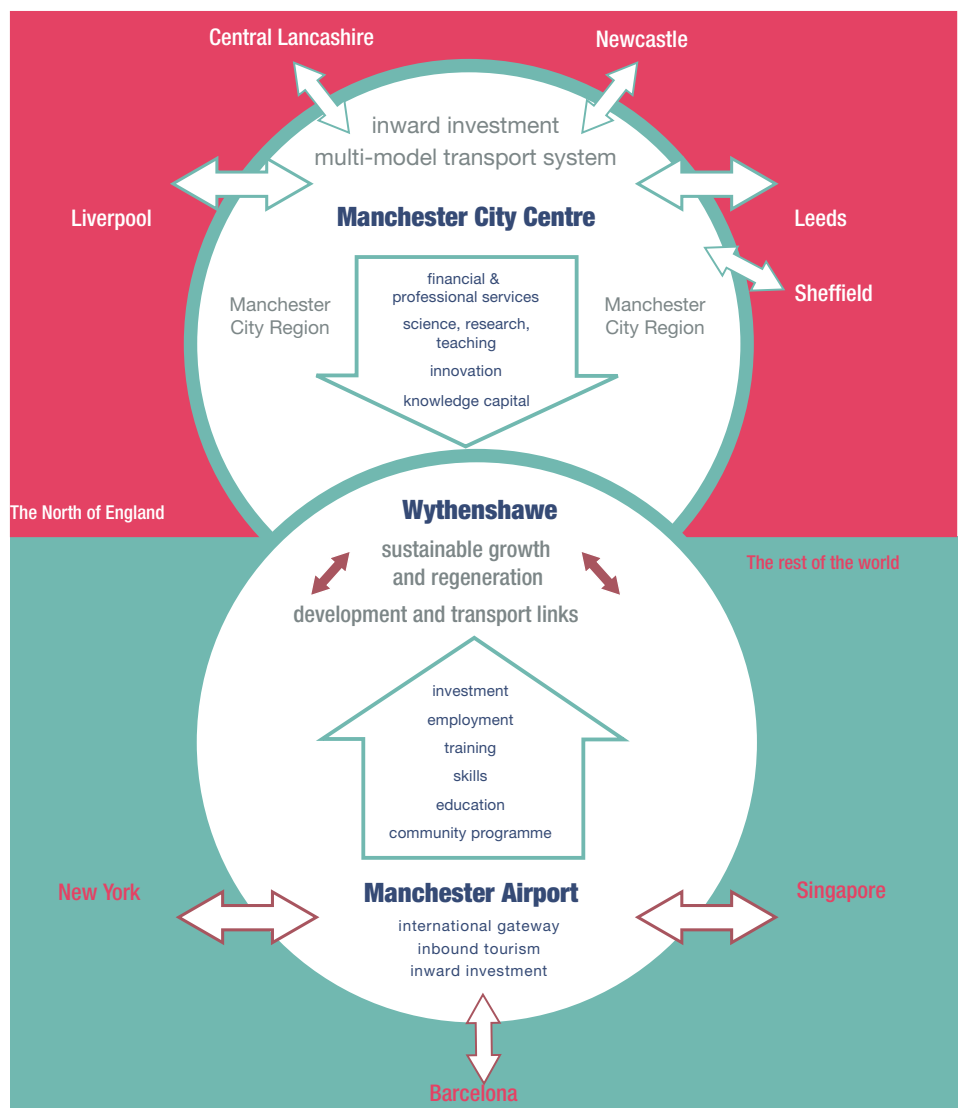 Central Lancashire
Newcastle
inward investment
multi-model transport system
Liverpool
Manchester City Centre
Leeds
financial &
professional services
science, research,
teaching
innovation
knowledge capital
Manchester
City Region
Manchester
City Region
Sheffield
The North of England
Wythenshawe
The rest of the world
sustainable growth
and regeneration
development and transport links
investment
employment
training
skills
education
community programme
New York
Manchester Airport
Singapore
international gateway
inbound tourism
inward investment
Barcelona